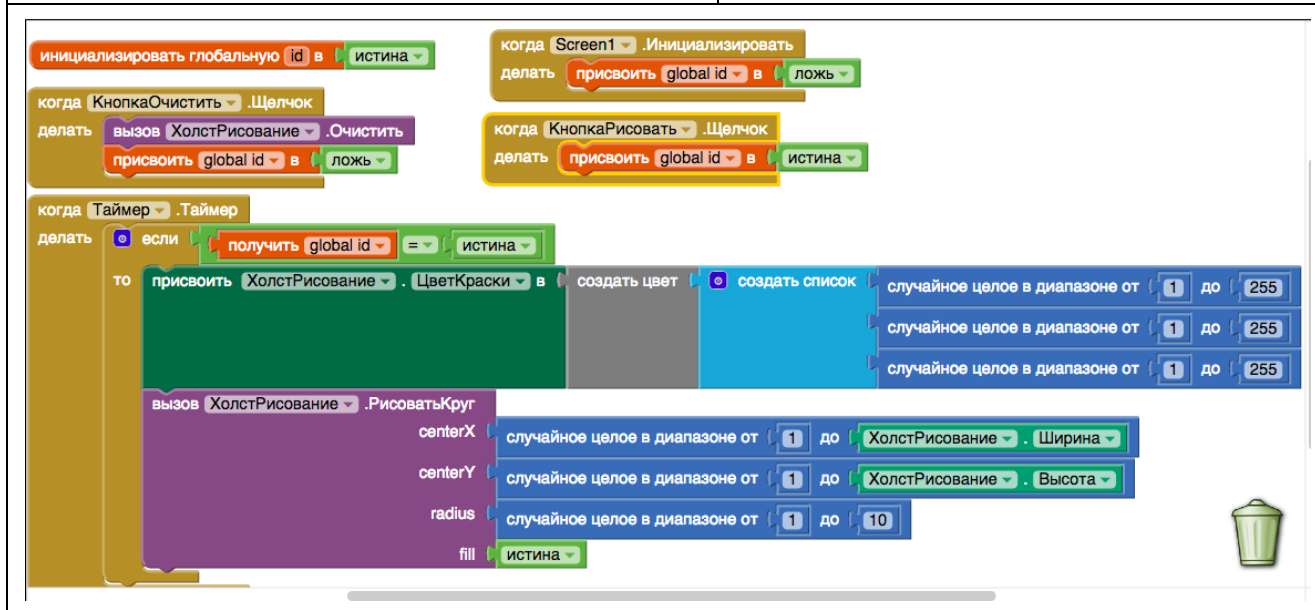 инициализировать глобальную id в истина
когда Screen1 .Инициализировать
делать присвоить global id в ложь
когда КнопкаОчистить .Щелчок
делать вызов ХолстРисование .Очистить
присвоить global id в ложь
когда КнопкаРисовать .Щелчок
делать присвоить global id в истина
когда Таймер .Таймер
делать если получить global id = истина
то присвоить ХолстРисование . ЦветКраски в создать цвет создать список случайное целое в диапазоне от 1 до 255
случайное целое в диапазоне от 1 до 255
случайное целое в диапазоне от 1 до 255
вызов ХолстРисование .РисоватьКруг
centerX случайное целое в диапазоне от 1 до ХолстРисование . Ширина
centerY случайное целое в диапазоне от 1 до ХолстРисование . Высота
radius случайное целое в диапазоне от 1 до 10
fill истина